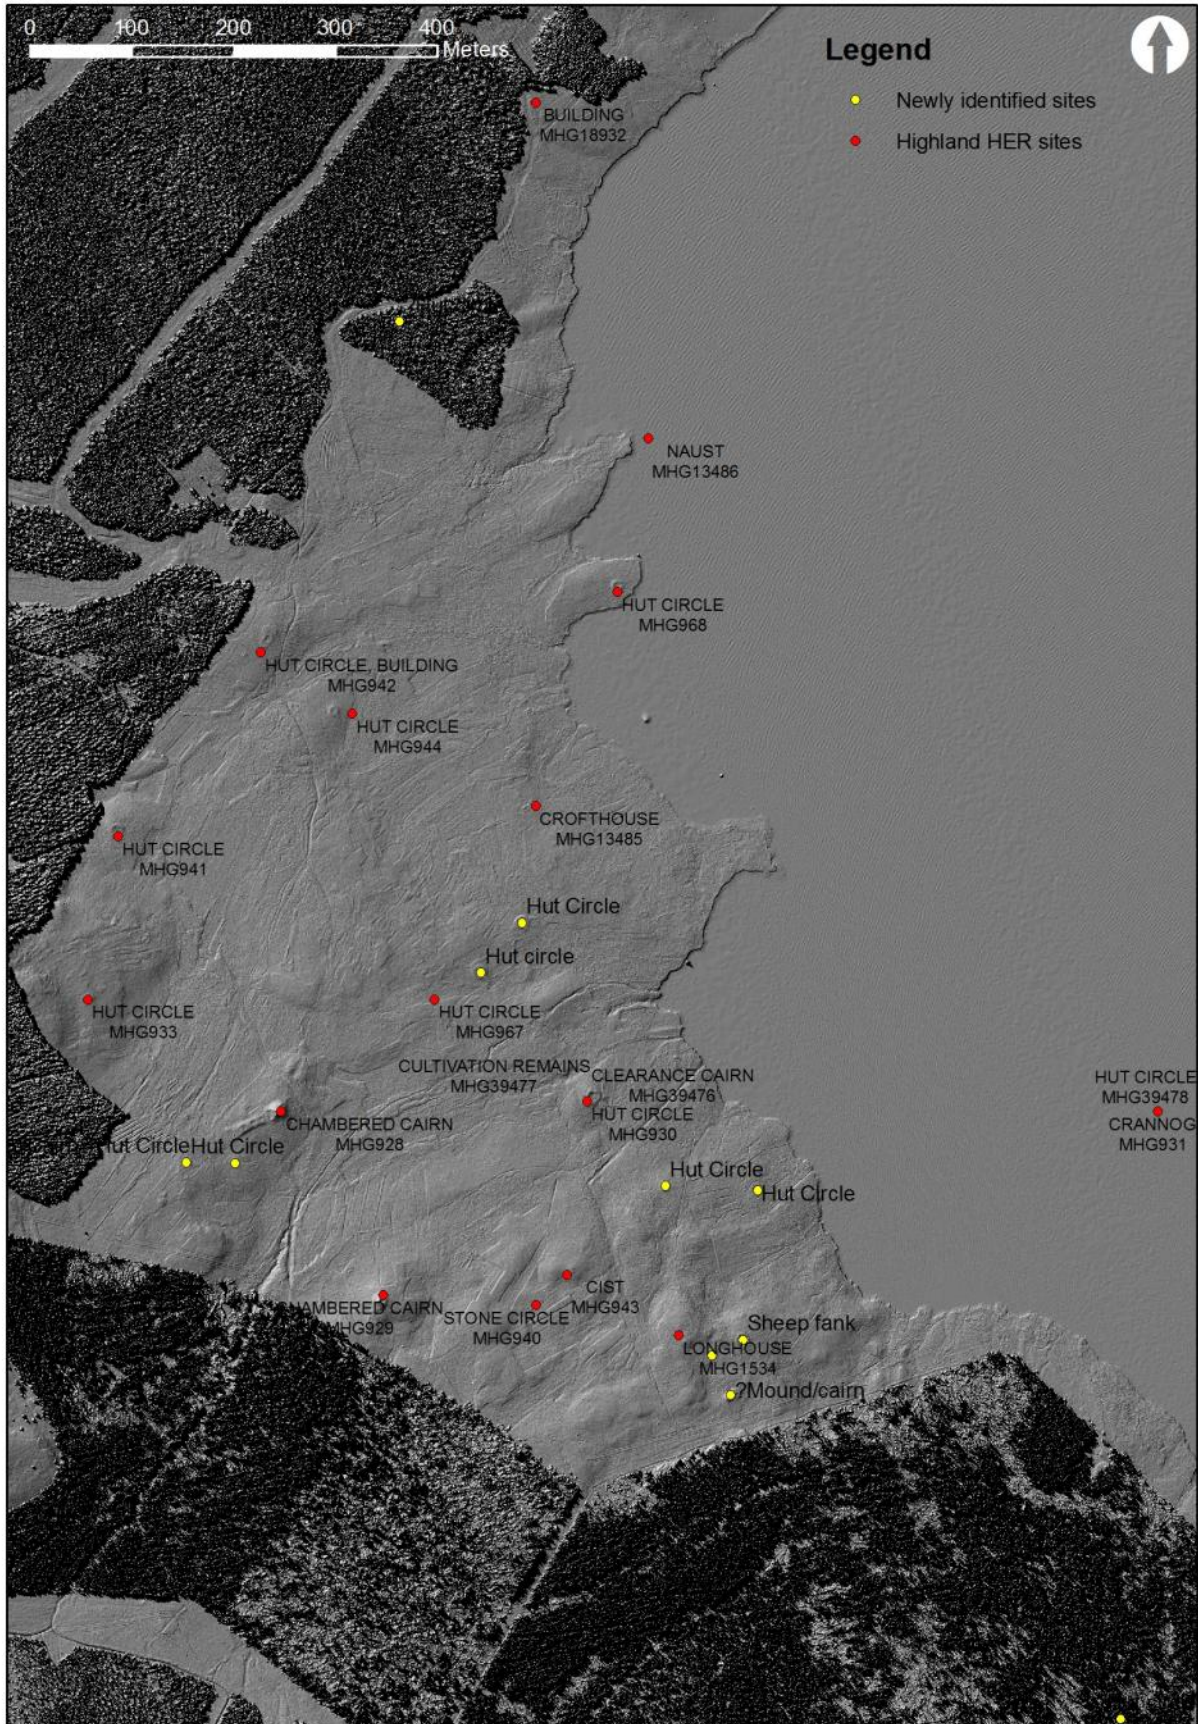 0 100 200 300 400
Meters
Legend
Newly identified sites
Highland HER sites
BUILDING
MHG18932
NAUST
MHG13486
HUT CIRCLE
MHG968
HUT CIRCLE, BUILDING
MHG942
HUT CIRCLE
MHG944
CROFTHOUSE
MHG13485
HUT CIRCLE
MHG941
Hut Circle
Hut circle
HUT CIRCLE
MHG933
HUT CIRCLE
MHG967
CULTIVATION REMAINS
MHG39477
CLEARANCE CAIRN
MHG39476
HUT CIRCLE
MHG930
HUT CIRCLE
MHG39478
CRANNOG
MHG931
CHAMBERED CAIRN
MHG928
Hut Circle
Hut Circle
Hut Circle
Hut Circle
CIST
MHG943
CHAMBERED CAIRN
MHG929
STONE CIRCLE
MHG940
Sheep fank
LONGHOUSE
MHG1534
?Mound/cairn